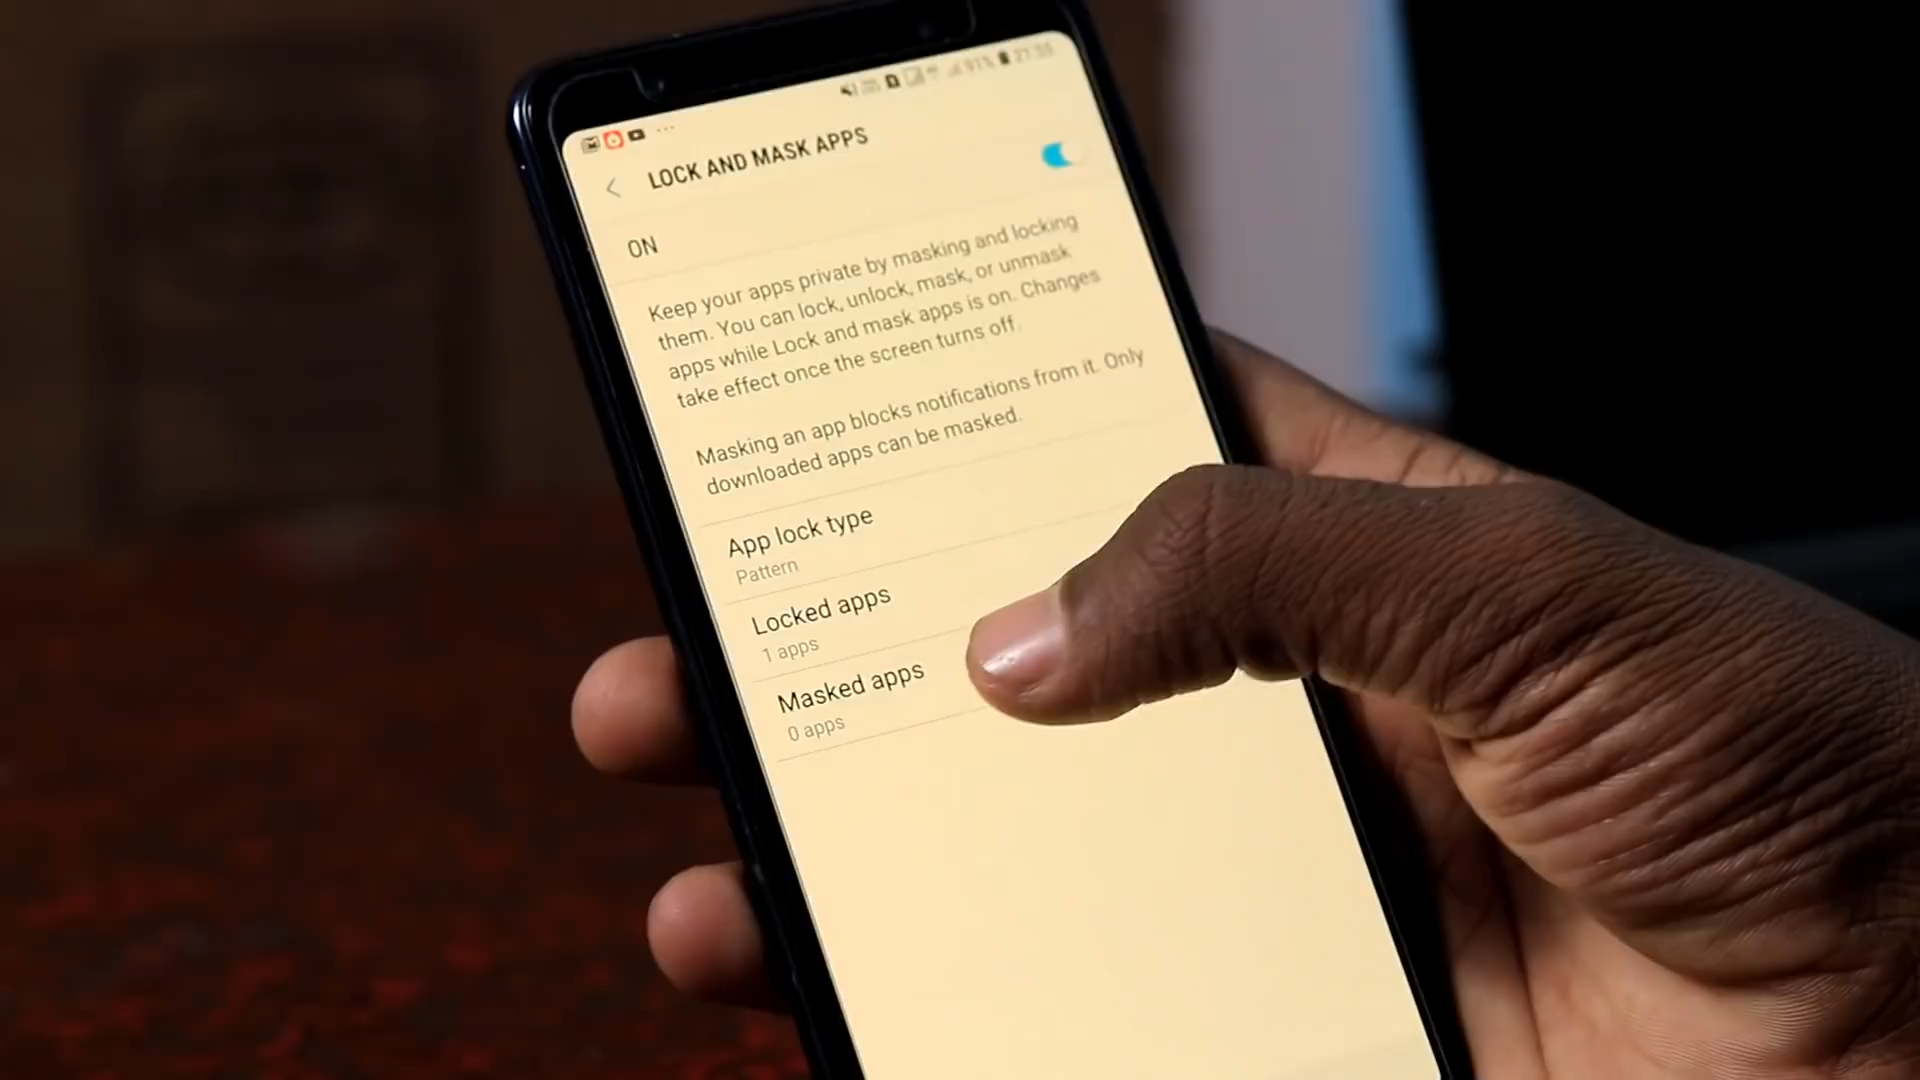 91% 21:55
LOCK AND MASK APPS
ON
Keep your apps private by masking and locking
them. You can lock, unlock, mask, or unmask
apps while Lock and mask apps is on. Changes
take effect once the screen turns off.
Masking an app blocks notifications from it. Only
downloaded apps can be masked.
App lock type
Pattern
Locked apps
1 apps
Masked apps
0 apps